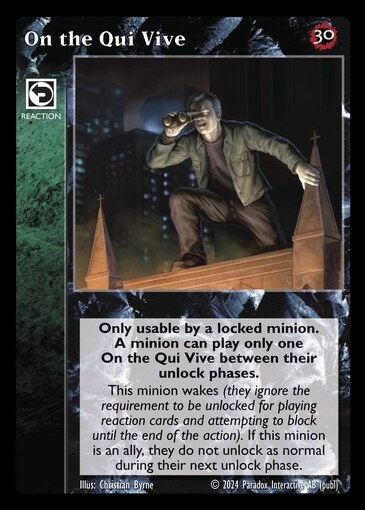 On the Qui Vive
30
REACTION
Only usable by a locked minion.
A minion can play only one
On the Qui Vive between their
unlock phases.
This minion wakes (they ignore the
requirement to be unlocked for playing
reaction cards and attempting to block
until the end of the action). If this minion
is an ally, they do not unlock as normal
during their next unlock phase.
Illus: Christian Byrne © 2024 Paradox Interactive AB (publ)